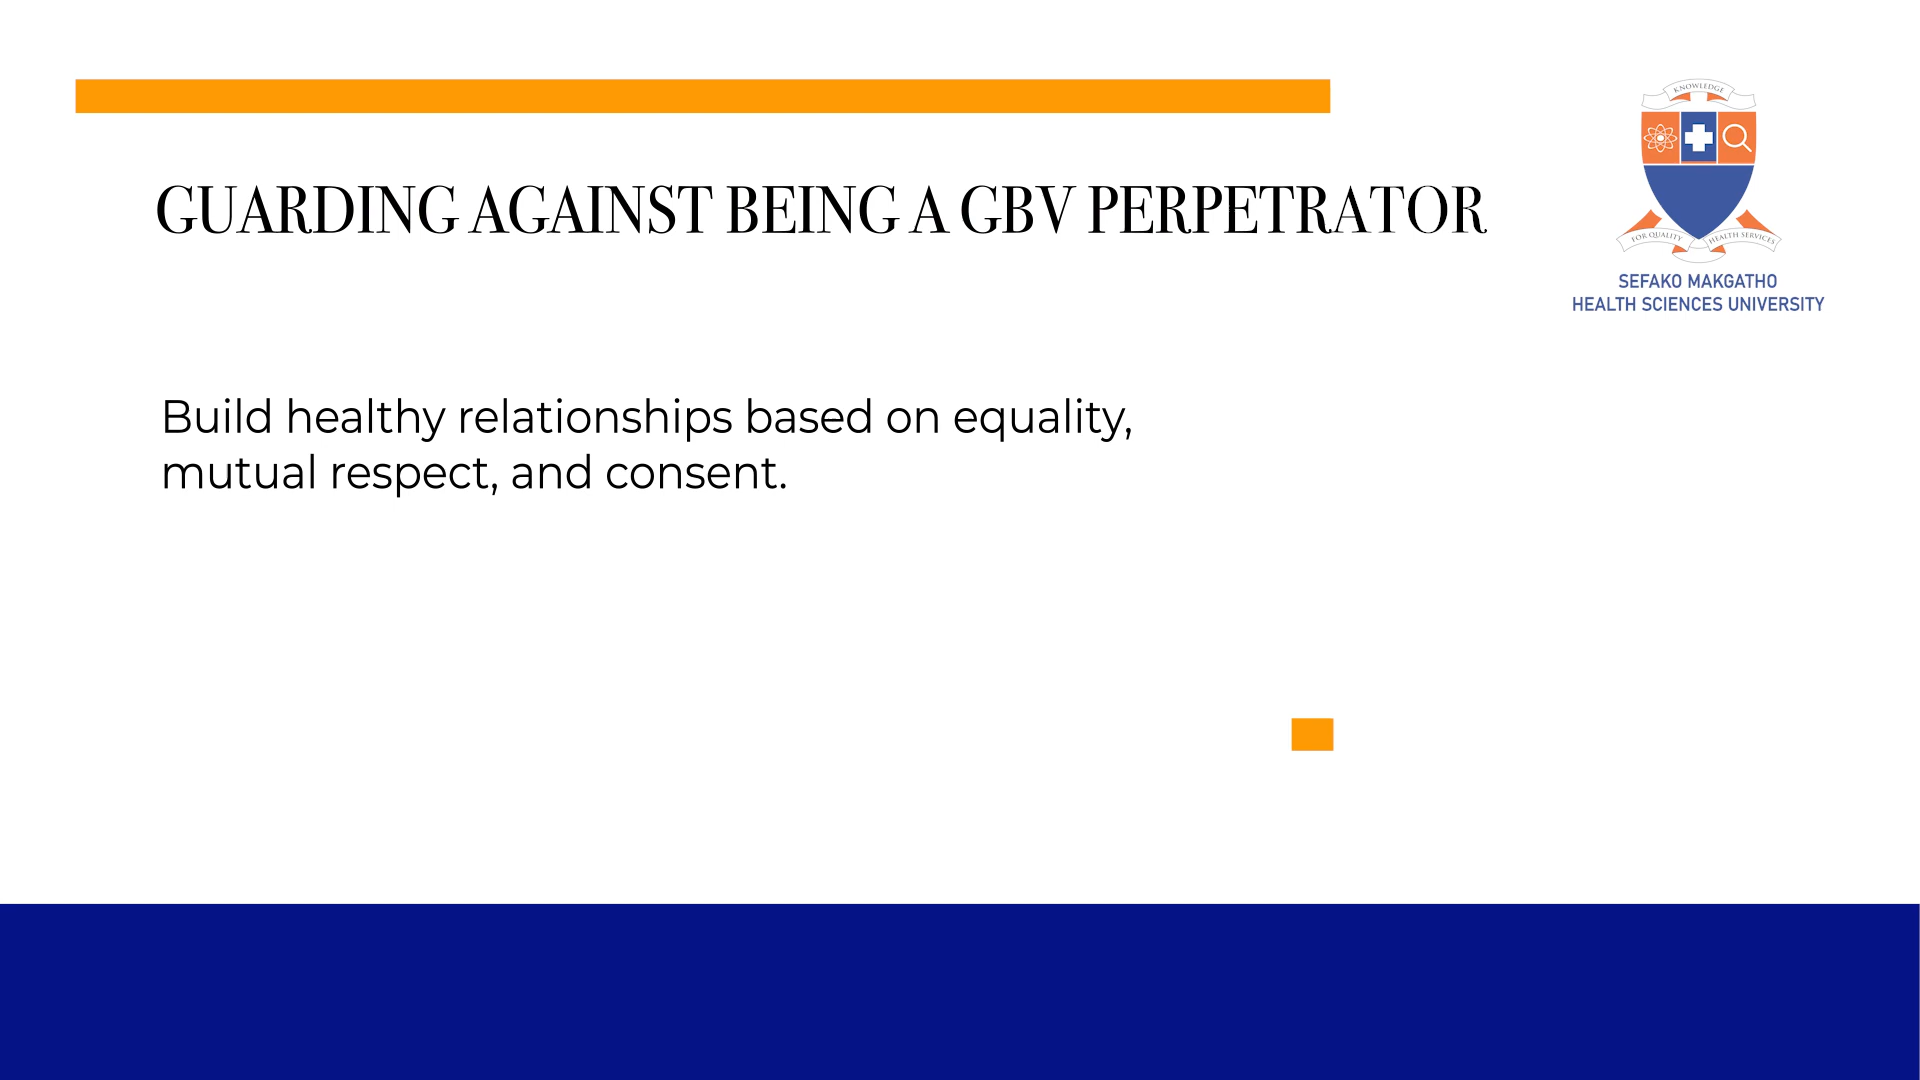 GUARDING AGAINST BEING A GBV PERPETRATOR
KNOWLEDGE
FOR QUALITY
HEALTH SERVICES
SEFAKO MAKGATHO
HEALTH SCIENCES UNIVERSITY
Build healthy relationships based on equality,
mutual respect, and consent.